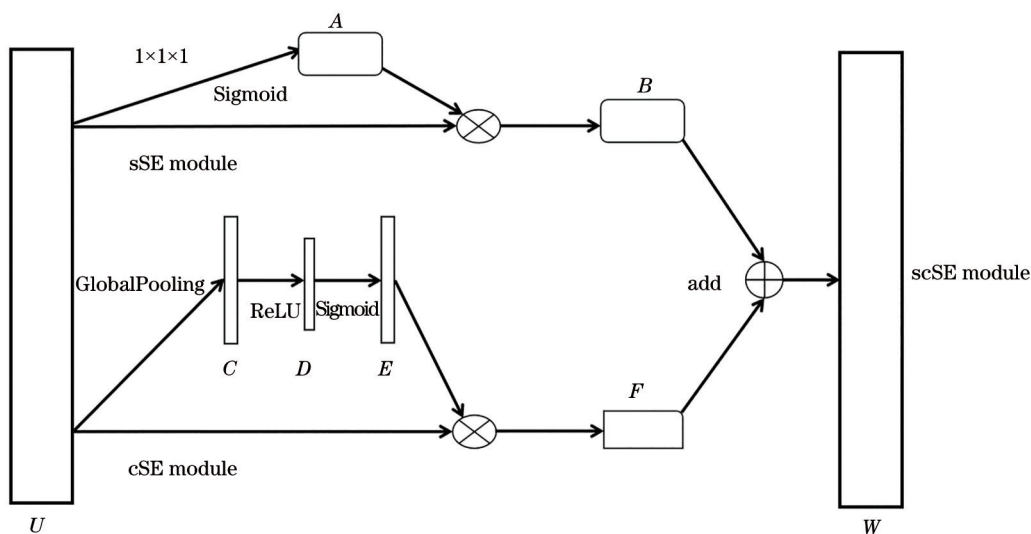 A
1×1×1
Sigmoid
B
sSE module
GlobalPooling
ReLU
Sigmoid
add
scSE module
C
D
E
F
cSE module
U
W